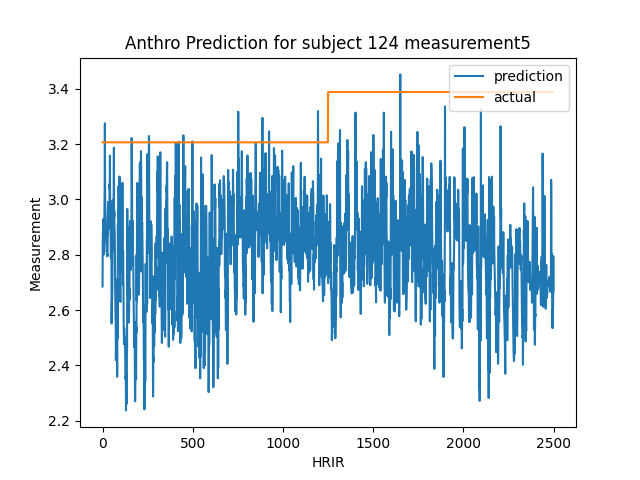 Anthro Prediction for subject 124 measurement5
prediction
actual
Measurement
3.4
3.2
3.0
2.8
2.6
2.4
2.2
0
500
1000
1500
2000
2500
HRIR